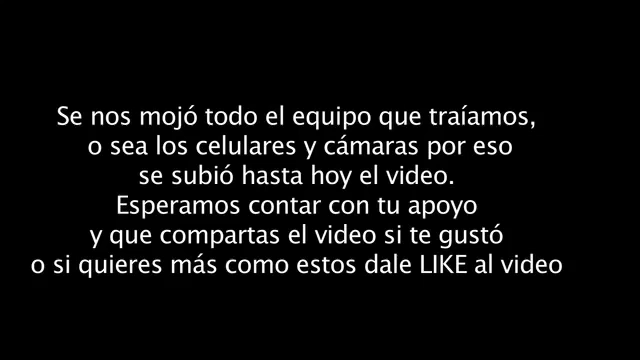 Se nos mojó todo el equipo que traíamos,
o sea los celulares y cámaras por eso
se subió hasta hoy el video.
Esperamos contar con tu apoyo
y que compartas el video si te gustó
o si quieres más como estos dale LIKE al video